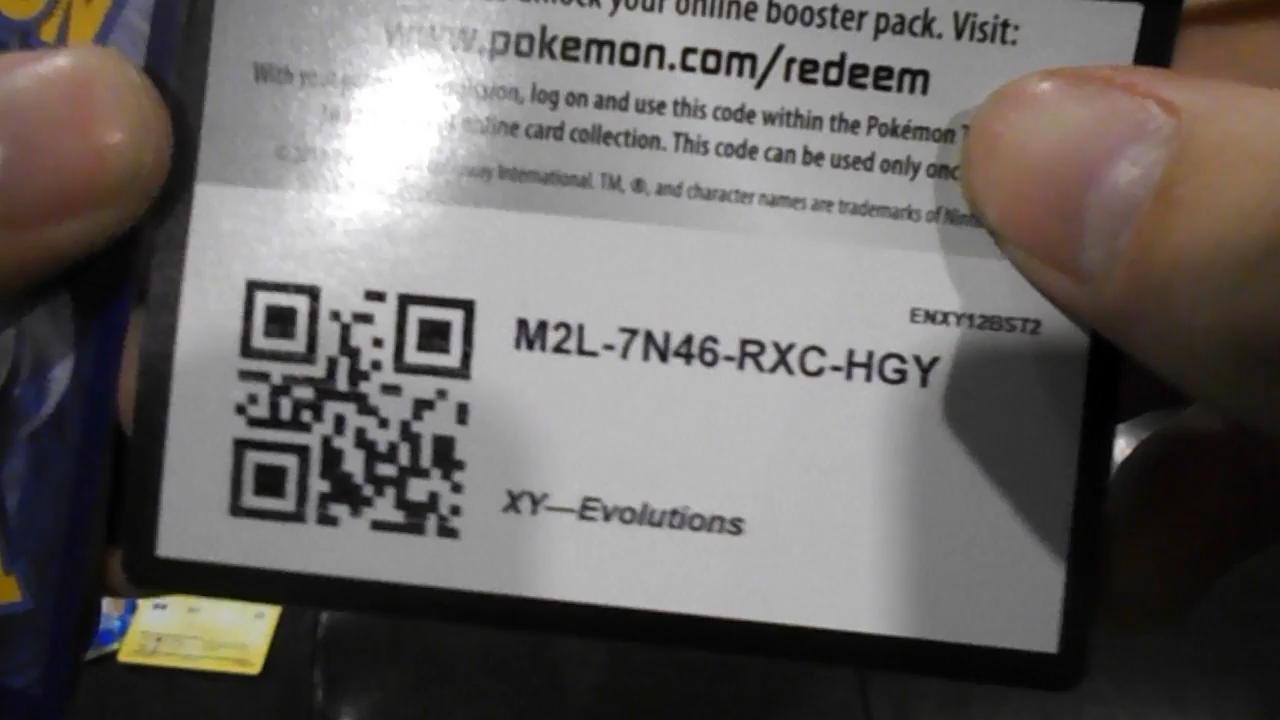 your online booster pack. Visit:
www.pokemon.com/redeem
With log on and use this code within the Pokémon
online card collection. This code can be used only
International. TM, ®, and character names are trademarks of
ENXY12BST2
M2L-7N46-RXC-HGY
XY—Evolutions